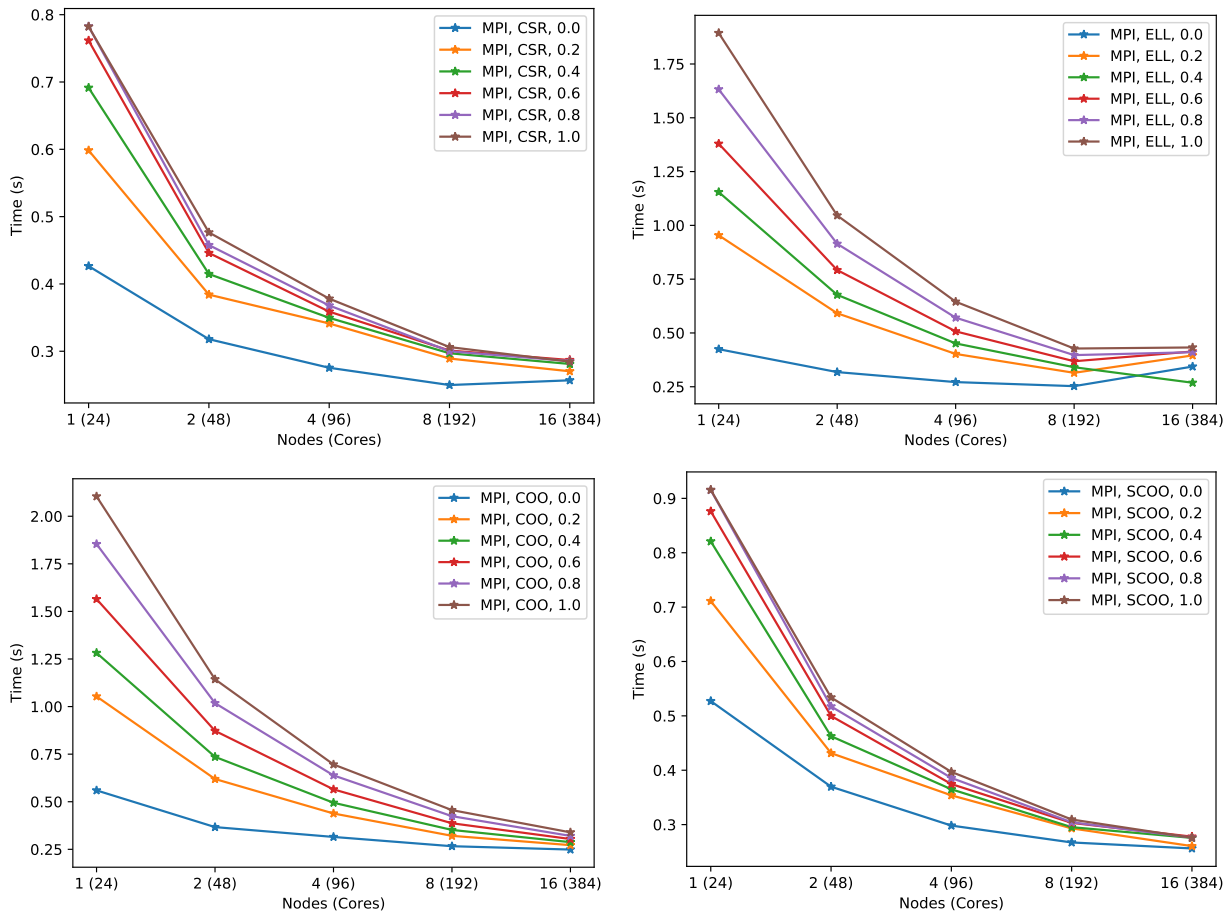 0.8
0.7
0.6
0.5
0.4
0.3
Time (s)
1 (24) 2 (48) 4 (96) 8 (192) 16 (384)
Nodes (Cores)
MPI, CSR, 0.0
MPI, CSR, 0.2
MPI, CSR, 0.4
MPI, CSR, 0.6
MPI, CSR, 0.8
MPI, CSR, 1.0
1.75
1.50
1.25
1.00
0.75
0.50
0.25
Time (s)
1 (24) 2 (48) 4 (96) 8 (192) 16 (384)
Nodes (Cores)
MPI, ELL, 0.0
MPI, ELL, 0.2
MPI, ELL, 0.4
MPI, ELL, 0.6
MPI, ELL, 0.8
MPI, ELL, 1.0
2.00
1.75
1.50
1.25
1.00
0.75
0.50
0.25
Time (s)
1 (24) 2 (48) 4 (96) 8 (192) 16 (384)
Nodes (Cores)
MPI, COO, 0.0
MPI, COO, 0.2
MPI, COO, 0.4
MPI, COO, 0.6
MPI, COO, 0.8
MPI, COO, 1.0
0.9
0.8
0.7
0.6
0.5
0.4
0.3
Time (s)
1 (24) 2 (48) 4 (96) 8 (192) 16 (384)
Nodes (Cores)
MPI, SCOO, 0.0
MPI, SCOO, 0.2
MPI, SCOO, 0.4
MPI, SCOO, 0.6
MPI, SCOO, 0.8
MPI, SCOO, 1.0